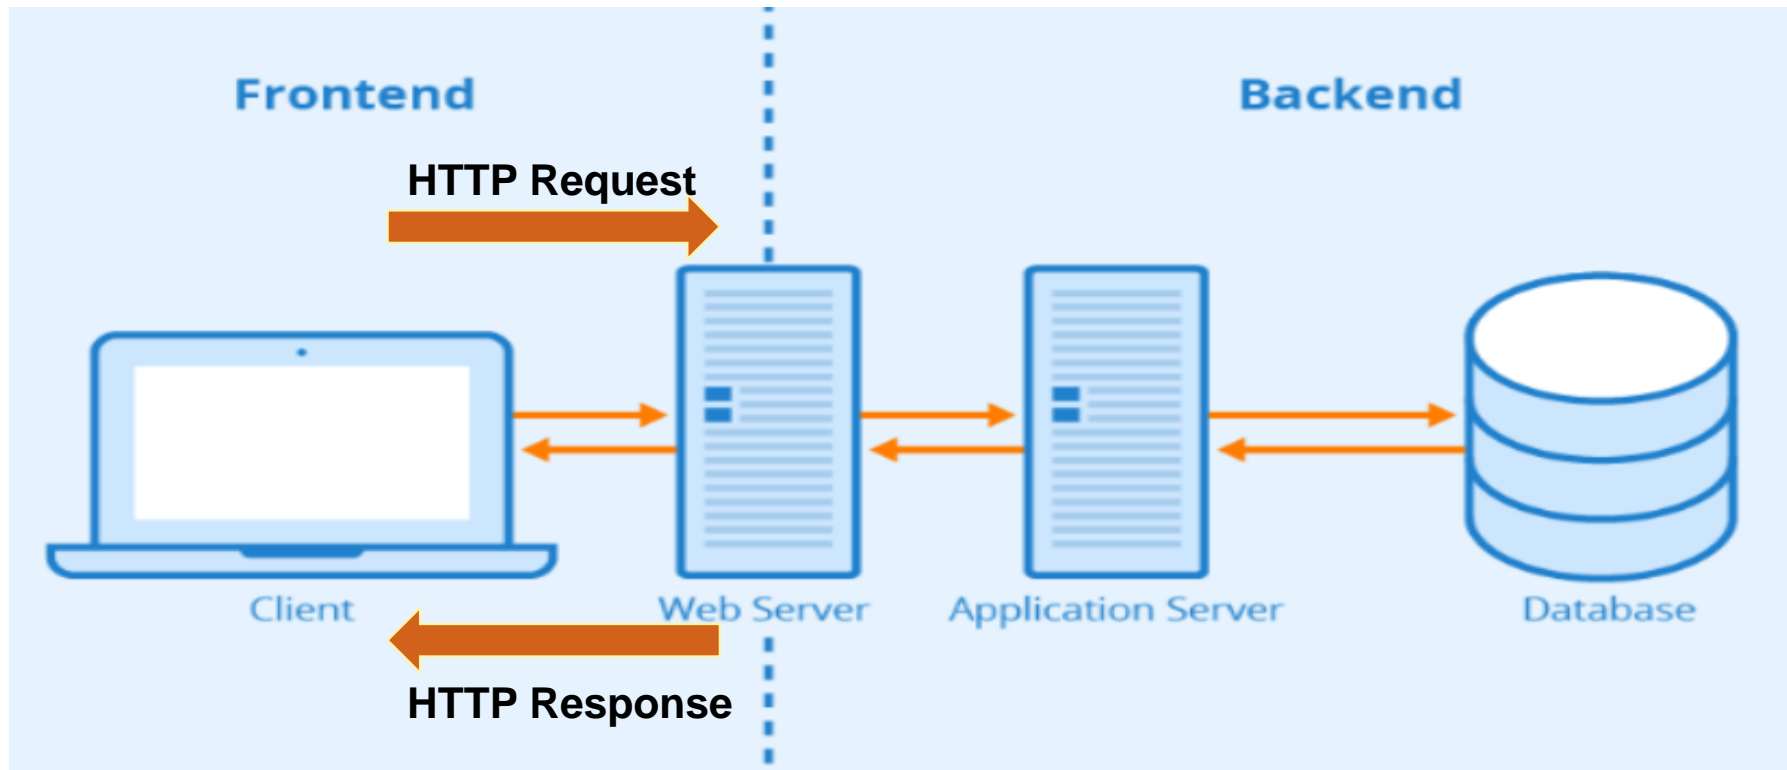 Frontend
Backend
HTTP Request
Client
Web Server
Application Server
Database
HTTP Response